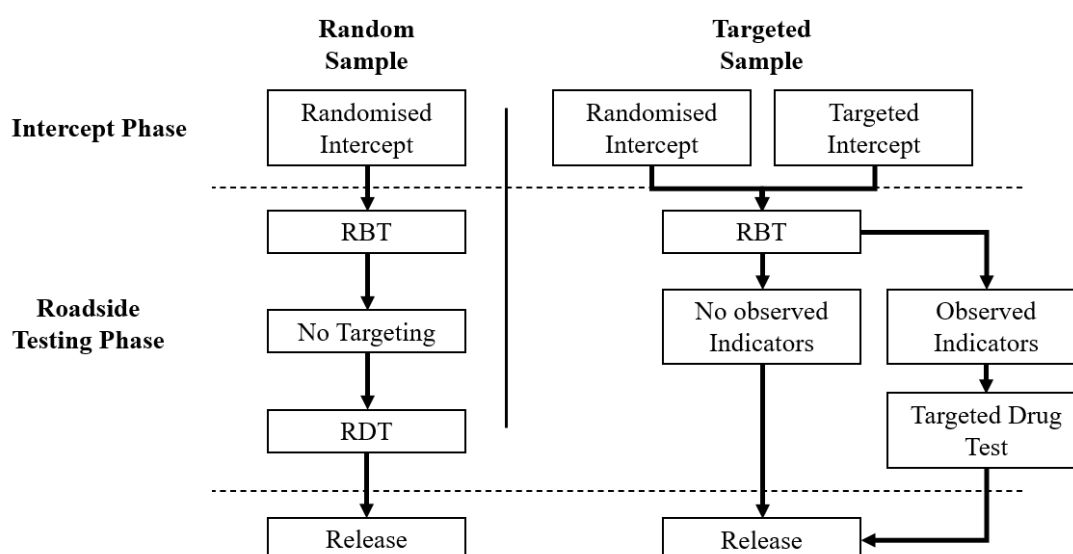 Random
Sample
Targeted
Sample
Intercept Phase
Randomised
Intercept
Randomised
Intercept
Targeted
Intercept
RBT
RBT
Roadside
Testing Phase
No Targeting
No observed
Indicators
Observed
Indicators
RDT
Targeted Drug
Test
Release
Release